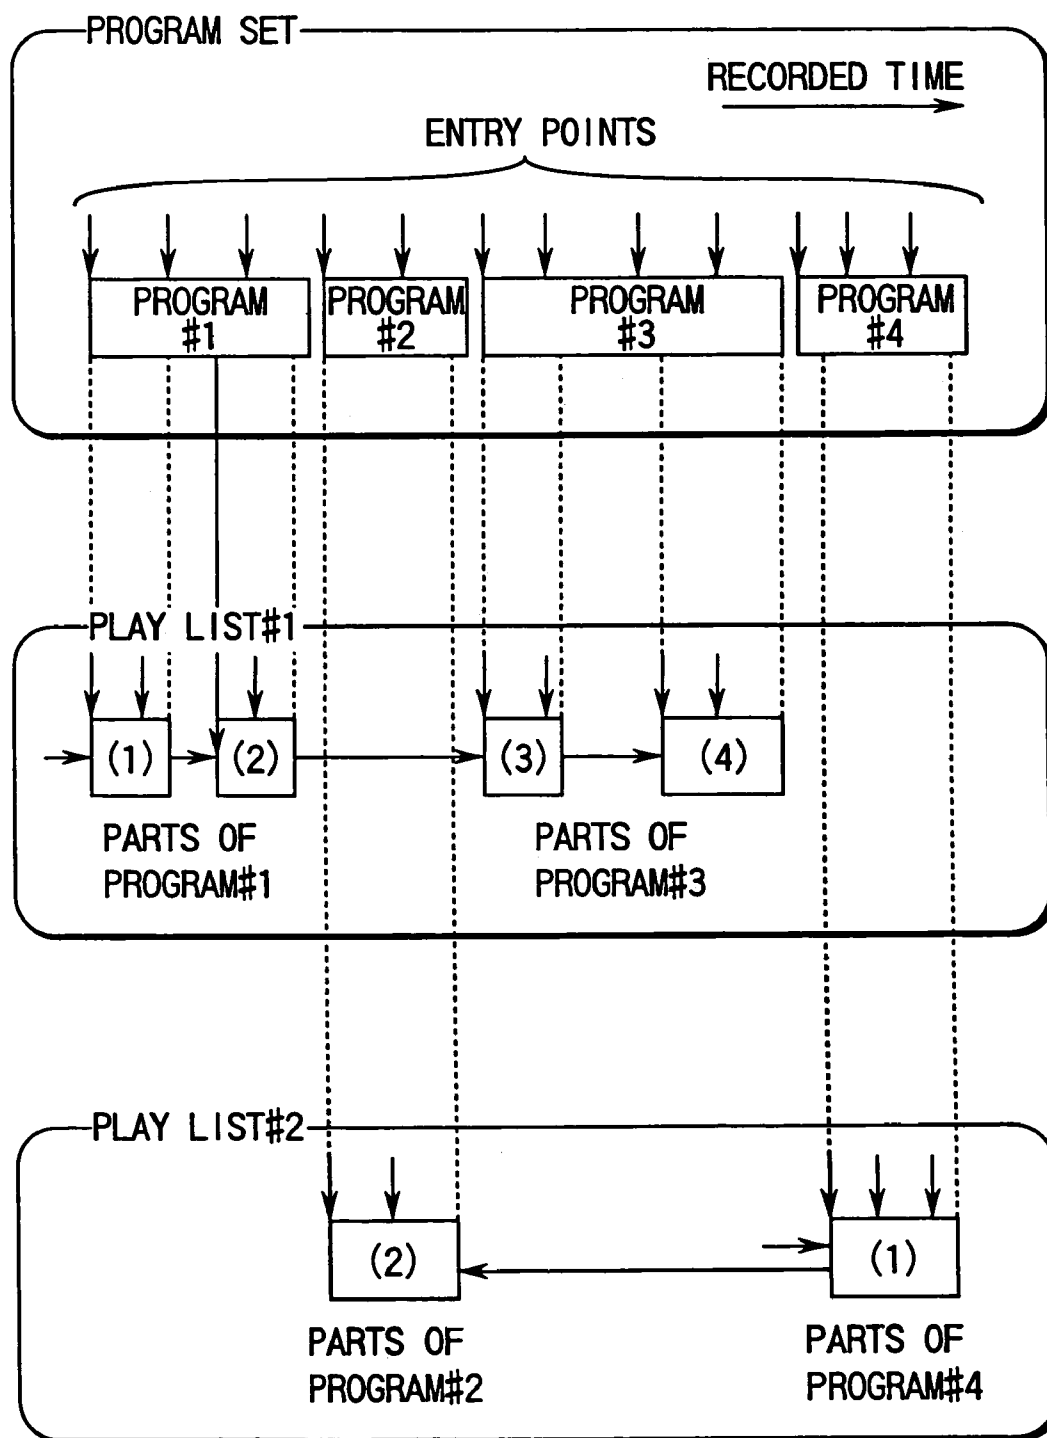 PROGRAM SET
RECORDED TIME
ENTRY POINTS
PROGRAM
#1
PROGRAM
#2
PROGRAM
#3
PROGRAM
#4
PLAY LIST#1
(1)
(2)
(3)
(4)
PARTS OF
PROGRAM#1
PARTS OF
PROGRAM#3
PLAY LIST#2
(2)
(1)
PARTS OF
PROGRAM#2
PARTS OF
PROGRAM#4